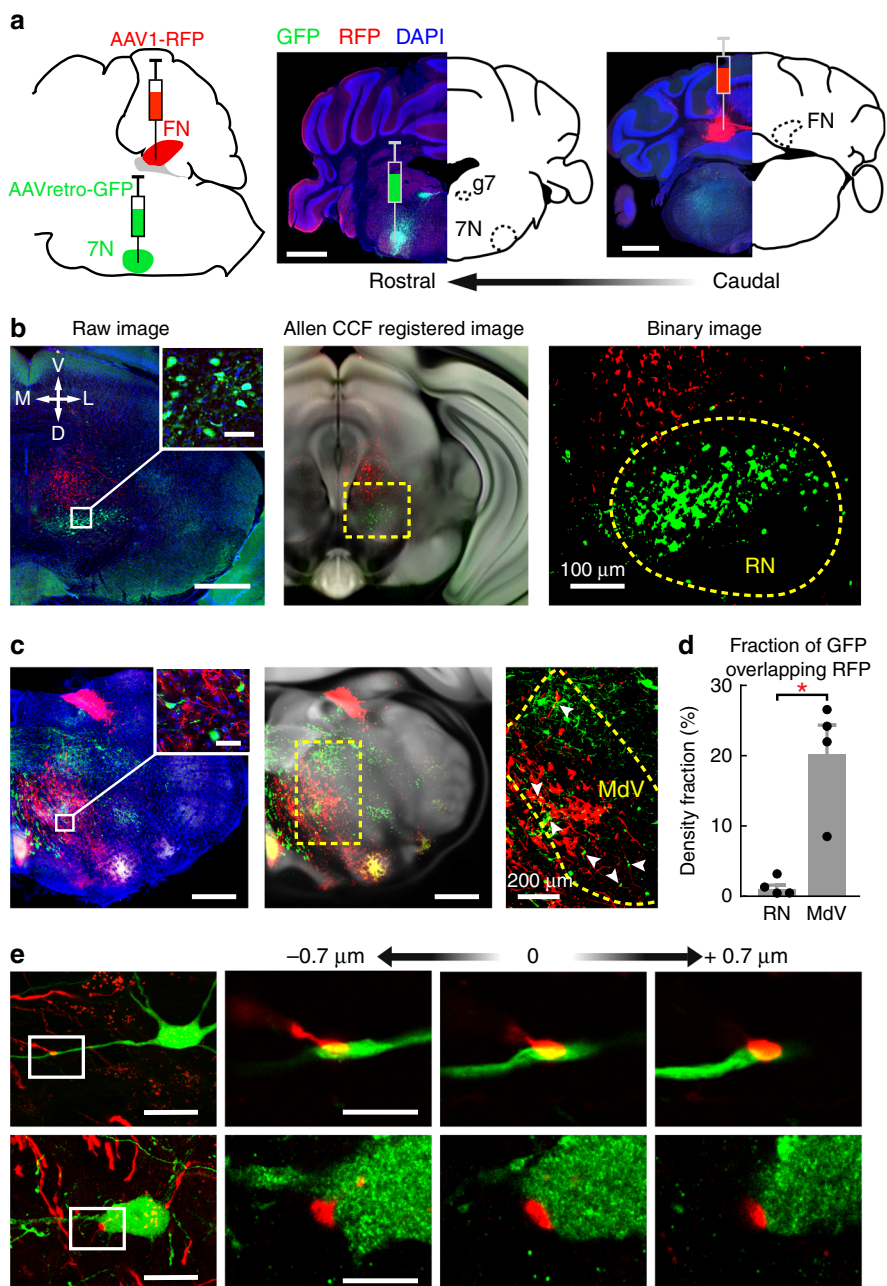 a
AAV1-RFP
FN
AAVretro-GFP
7N
GFP RFP DAPI
g7
7N
FN
Rostral
Caudal
b
Raw image
Allen CCF registered image
Binary image
V
M
L
D
RN
100 μm
c
MdV
200 μm
d
Fraction of GFP
overlapping RFP
Density fraction (%)
30
20
10
0
*
RN
MdV
e
–0.7 μm
0
+ 0.7 μm